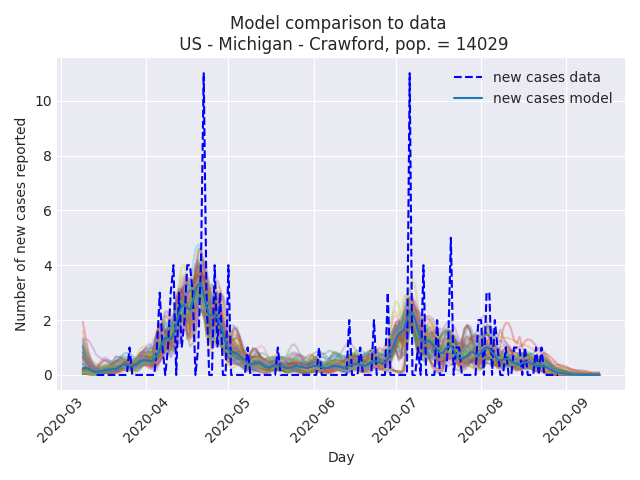 Model comparison to data
US - Michigan - Crawford, pop. = 14029
new cases data
new cases model
Number of new cases reported
10
8
6
4
2
0
2020-03
2020-04
2020-05
2020-06
2020-07
2020-08
2020-09
Day